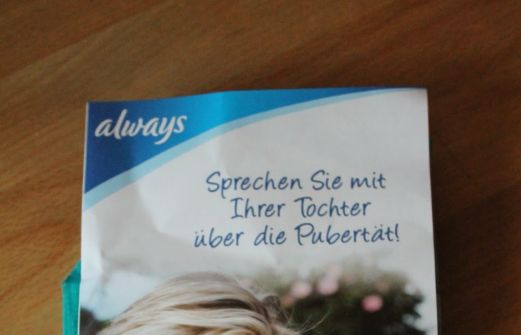 always
Sprechen Sie mit
Ihrer Tochter
über die Pubertät!